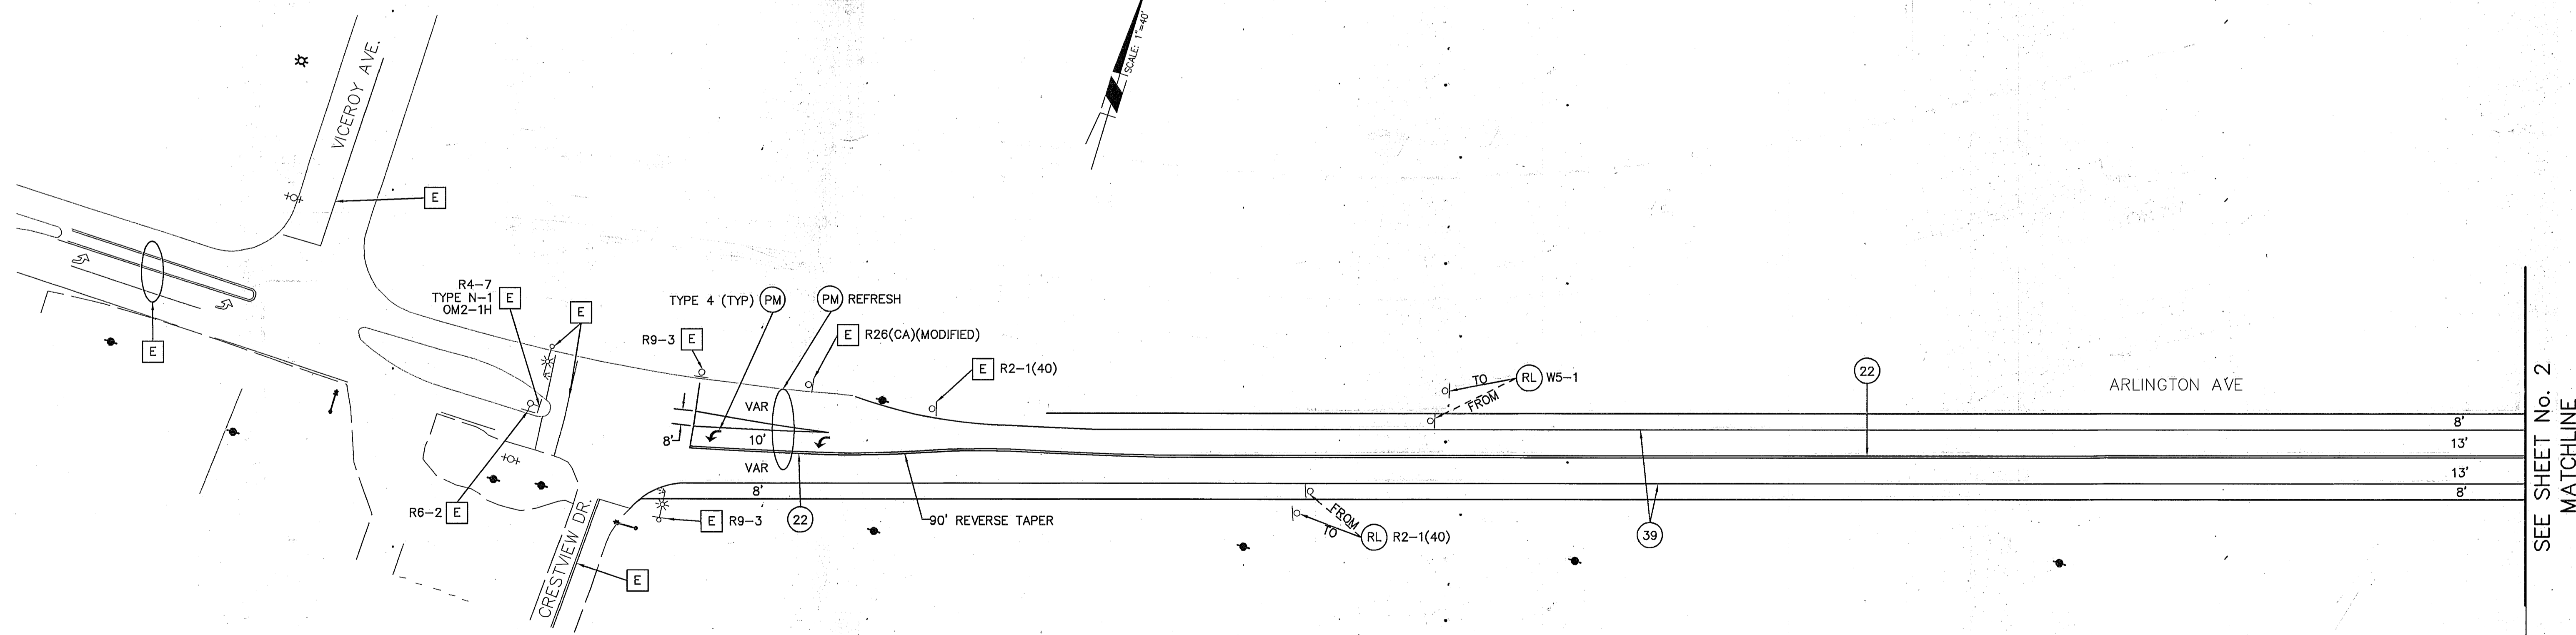 SCALE: 1"=40'
VICEROY AVE.
E
R4-7
TYPE N-1
OM2-1H
E
E
TYPE 4 (TYP) PM
PM REFRESH
R9-3 E
E R26(CA)(MODIFIED)
E R2-1(40)
TO
FROM
RL W5-1
22
ARLINGTON AVE
E
VAR
8'
10'
VAR
8'
8'
13'
13'
8'
R6-2 E
E R9-3
22
90' REVERSE TAPER
FROM
TO
RL R2-1(40)
39
CRESTVIEW DR.
E
SEE SHEET No. 2
MATCHLINE